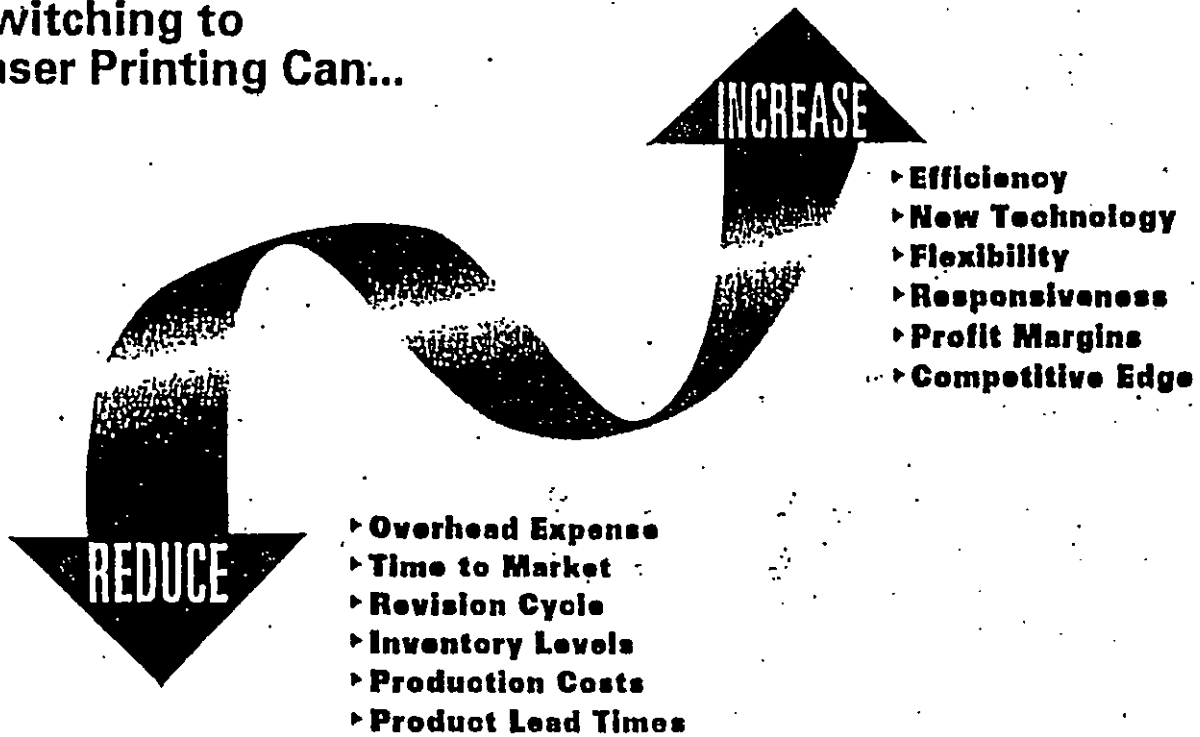 witching to
aser Printing Can...
INCREASE
▸ Efficiency
▸ New Technology
▸ Flexibility
▸ Responsiveness
▸ Profit Margins
▸ Competitive Edge
REDUCE
▸ Overhead Expense
▸ Time to Market
▸ Revision Cycle
▸ Inventory Levels
▸ Production Costs
▸ Product Lead Times